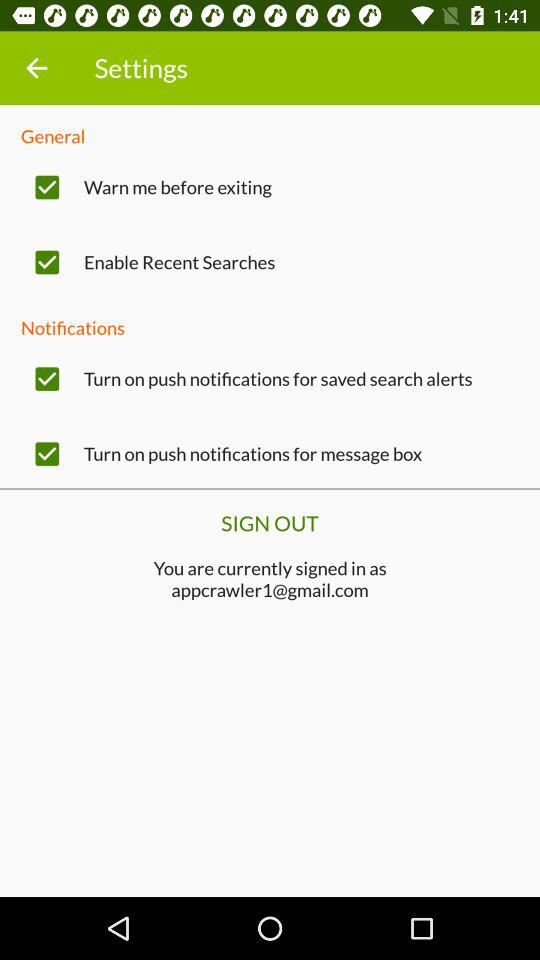 1:41
Settings
General
Warn me before exiting
Enable Recent Searches
Notifications
Turn on push notifications for saved search alerts
Turn on push notifications for message box
SIGN OUT
You are currently signed in as
appcrawler1@gmail.com